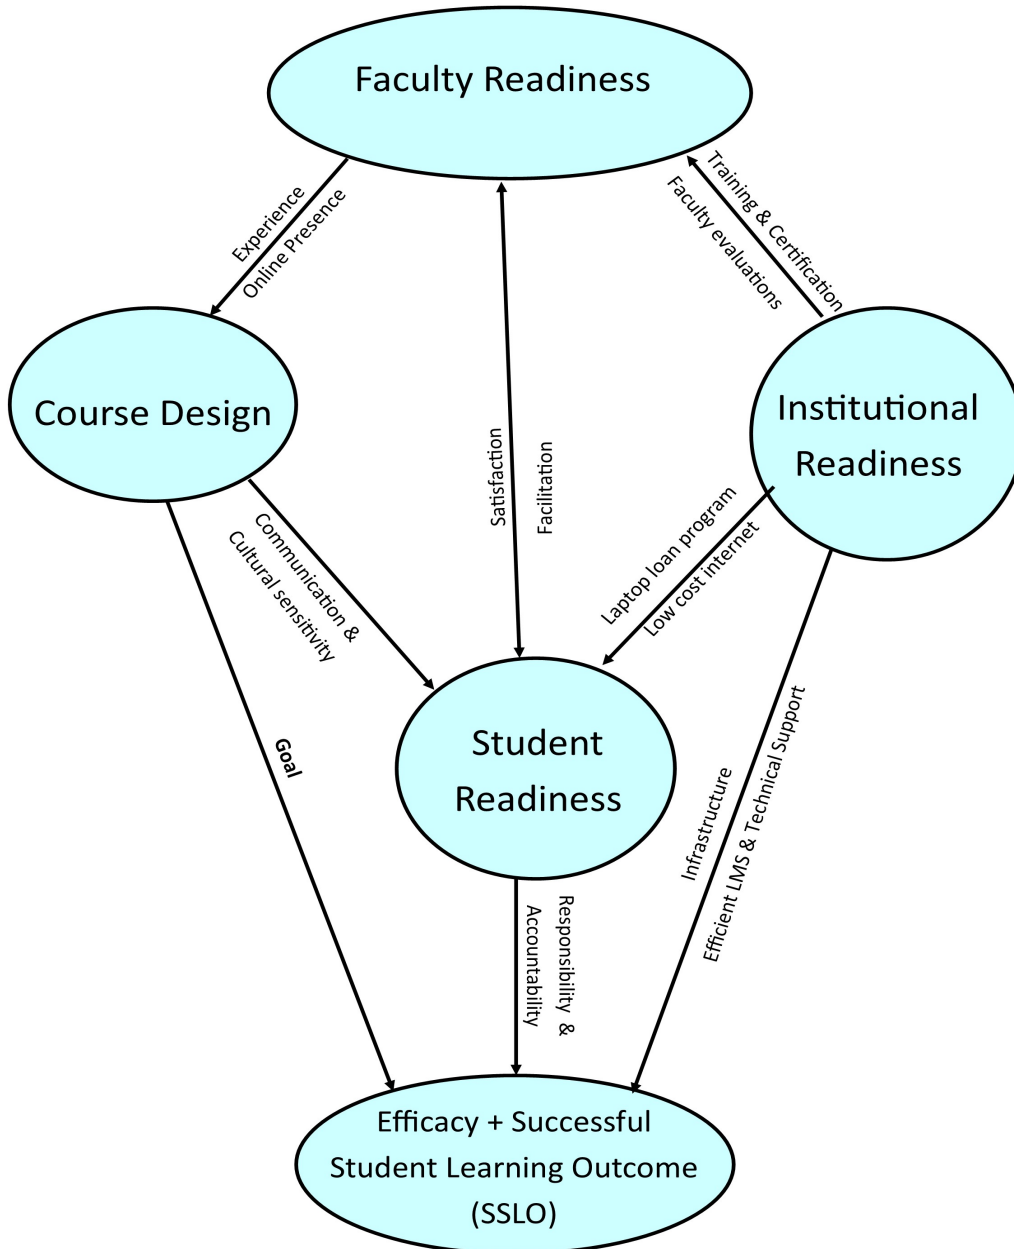 Faculty Readiness
Experience
Online Presence
Training & Certification
Faculty evaluations
Course Design
Institutional
Readiness
Satisfaction
Facilitation
Communication &
Cultural sensitivity
Laptop loan program
Low cost internet
Student
Readiness
Goal
Infrastructure
Efficient LMS & Technical Support
Responsibility &
Accountability
Efficacy + Successful
Student Learning Outcome
(SSLO)